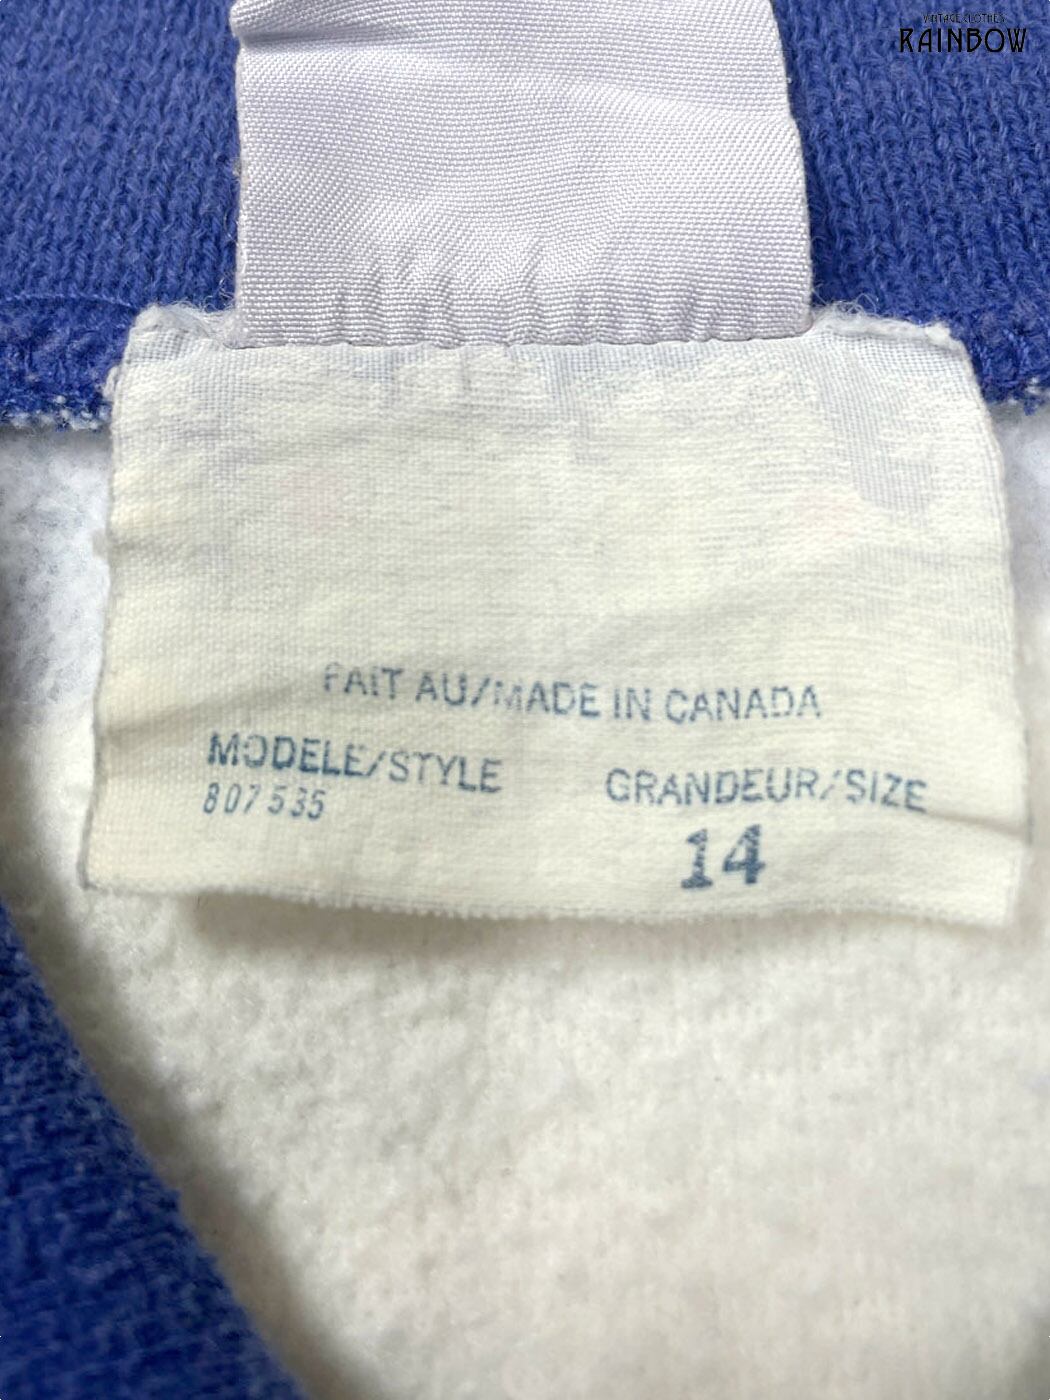 VINTAGE CLOTHES
RAINBOW
FAIT AU/MADE IN CANADA
MODELE/STYLE
807535
GRANDEUR/SIZE
14